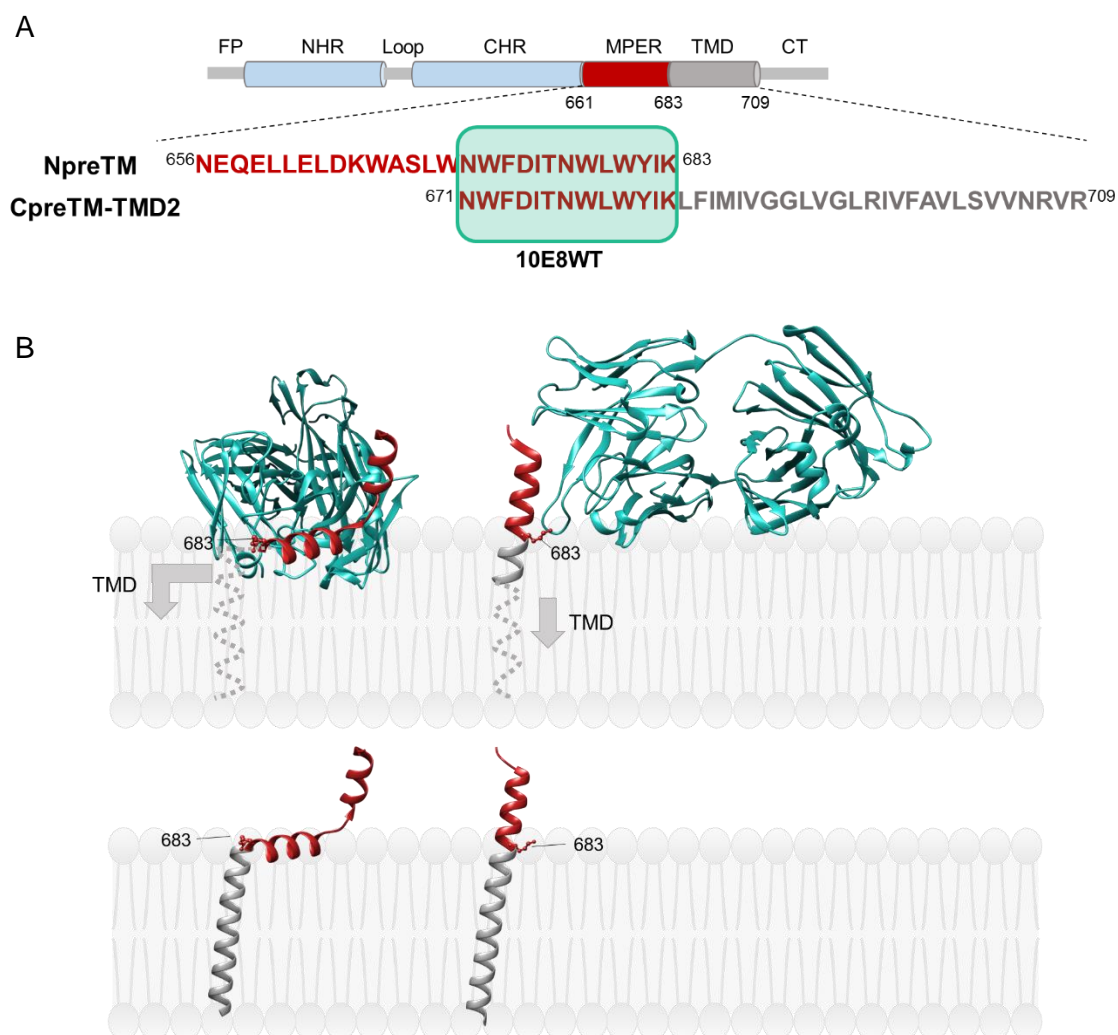 A
FP NHR Loop CHR MPER TMD CT
661 683 709
NpreTM 656NEQELLELDKWASLWNWFDITNWLWYIK683
CpreTM-TMD2 671NWFDITNWLWYIKLFIMIVGGLVGLRIVFAVLSVVNRVR709
10E8WT
B
683
683
TMD
TMD
683
683